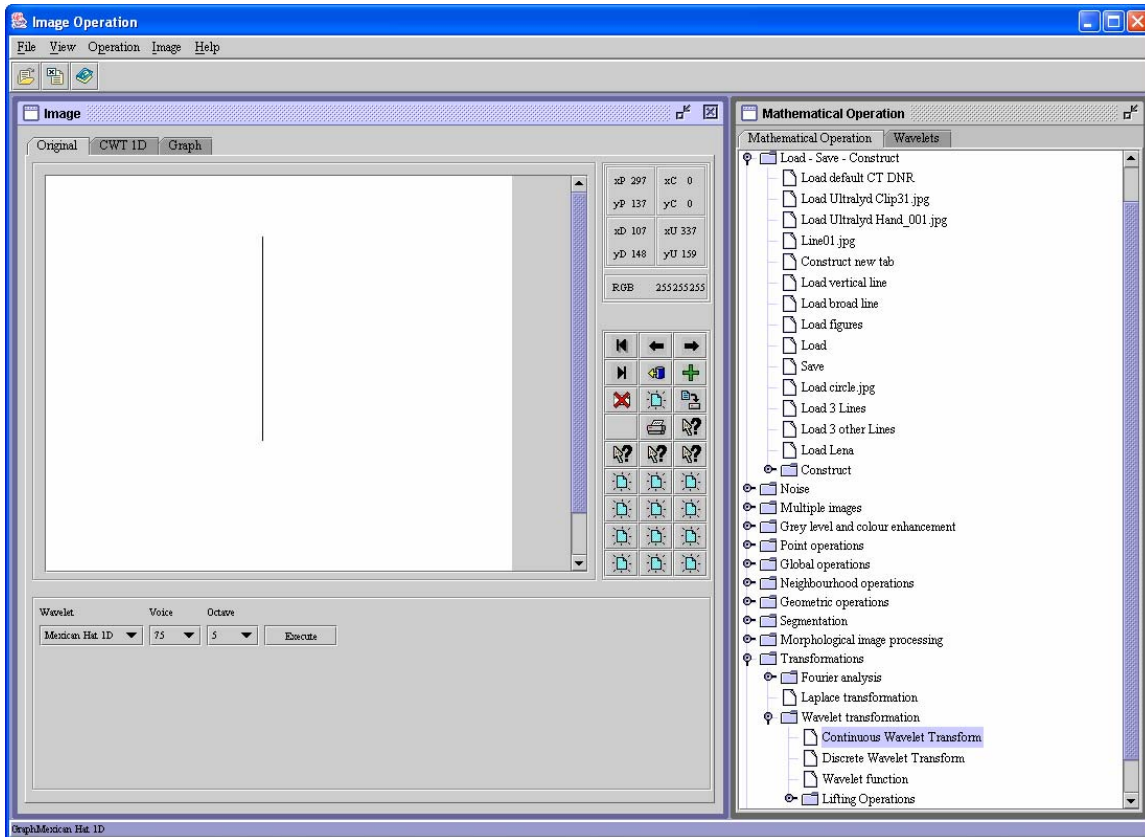 Image Operation
File View Operation Image Help
Image
Original CWT 1D Graph
xP 297 xC 0
yP 137 yC 0
xD 107 xU 337
yD 148 yU 159
RGB 255255255
Wavelet Voice Octave
Mexican Hat 1D 75 5 Execute
Mathematical Operation
Mathematical Operation Wavelets
Load - Save - Construct
Load default CT DNR
Load Ultralyd Clip31.jpg
Load Ultralyd Hand_001.jpg
Line01.jpg
Construct new tab
Load vertical line
Load broad line
Load figures
Load
Save
Load circle.jpg
Load 3 Lines
Load 3 other Lines
Load Lena
Construct
Noise
Multiple images
Grey level and colour enhancement
Point operations
Global operations
Neighbourhood operations
Geometric operations
Segmentation
Morphological image processing
Transformations
Fourier analysis
Laplace transformation
Wavelet transformation
Continuous Wavelet Transform
Discrete Wavelet Transform
Wavelet function
Lifting Operations
GraphMexican Hat 1D